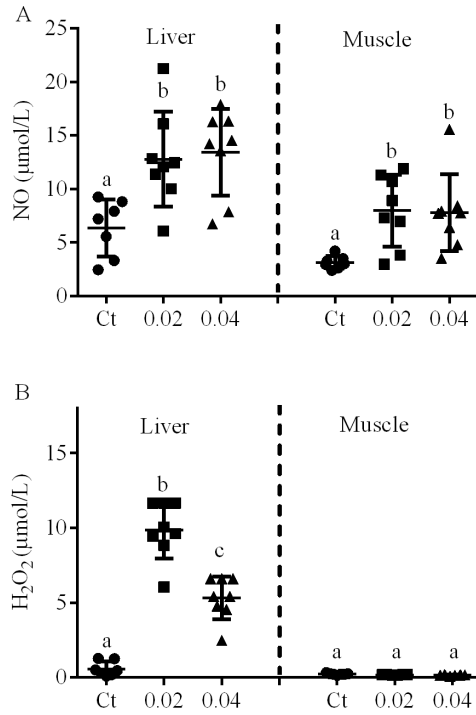 A
Liver
Muscle
NO (μmol/L)
25
20
15
10
5
0
a
b
b
a
b
b
Ct
0.02
0.04
Ct
0.02
0.04
B
Liver
Muscle
H₂O₂ (μmol/L)
15
10
5
0
a
b
c
a
a
a
Ct
0.02
0.04
Ct
0.02
0.04